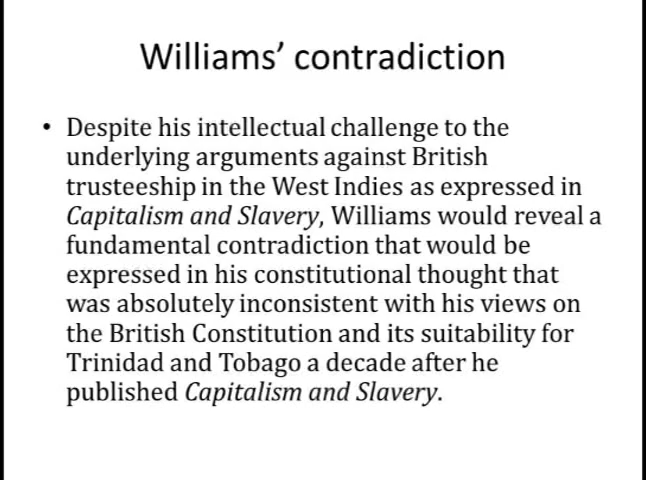 Williams’ contradiction
• Despite his intellectual challenge to the
underlying arguments against British
trusteeship in the West Indies as expressed in
Capitalism and Slavery, Williams would reveal a
fundamental contradiction that would be
expressed in his constitutional thought that
was absolutely inconsistent with his views on
the British Constitution and its suitability for
Trinidad and Tobago a decade after he
published Capitalism and Slavery.